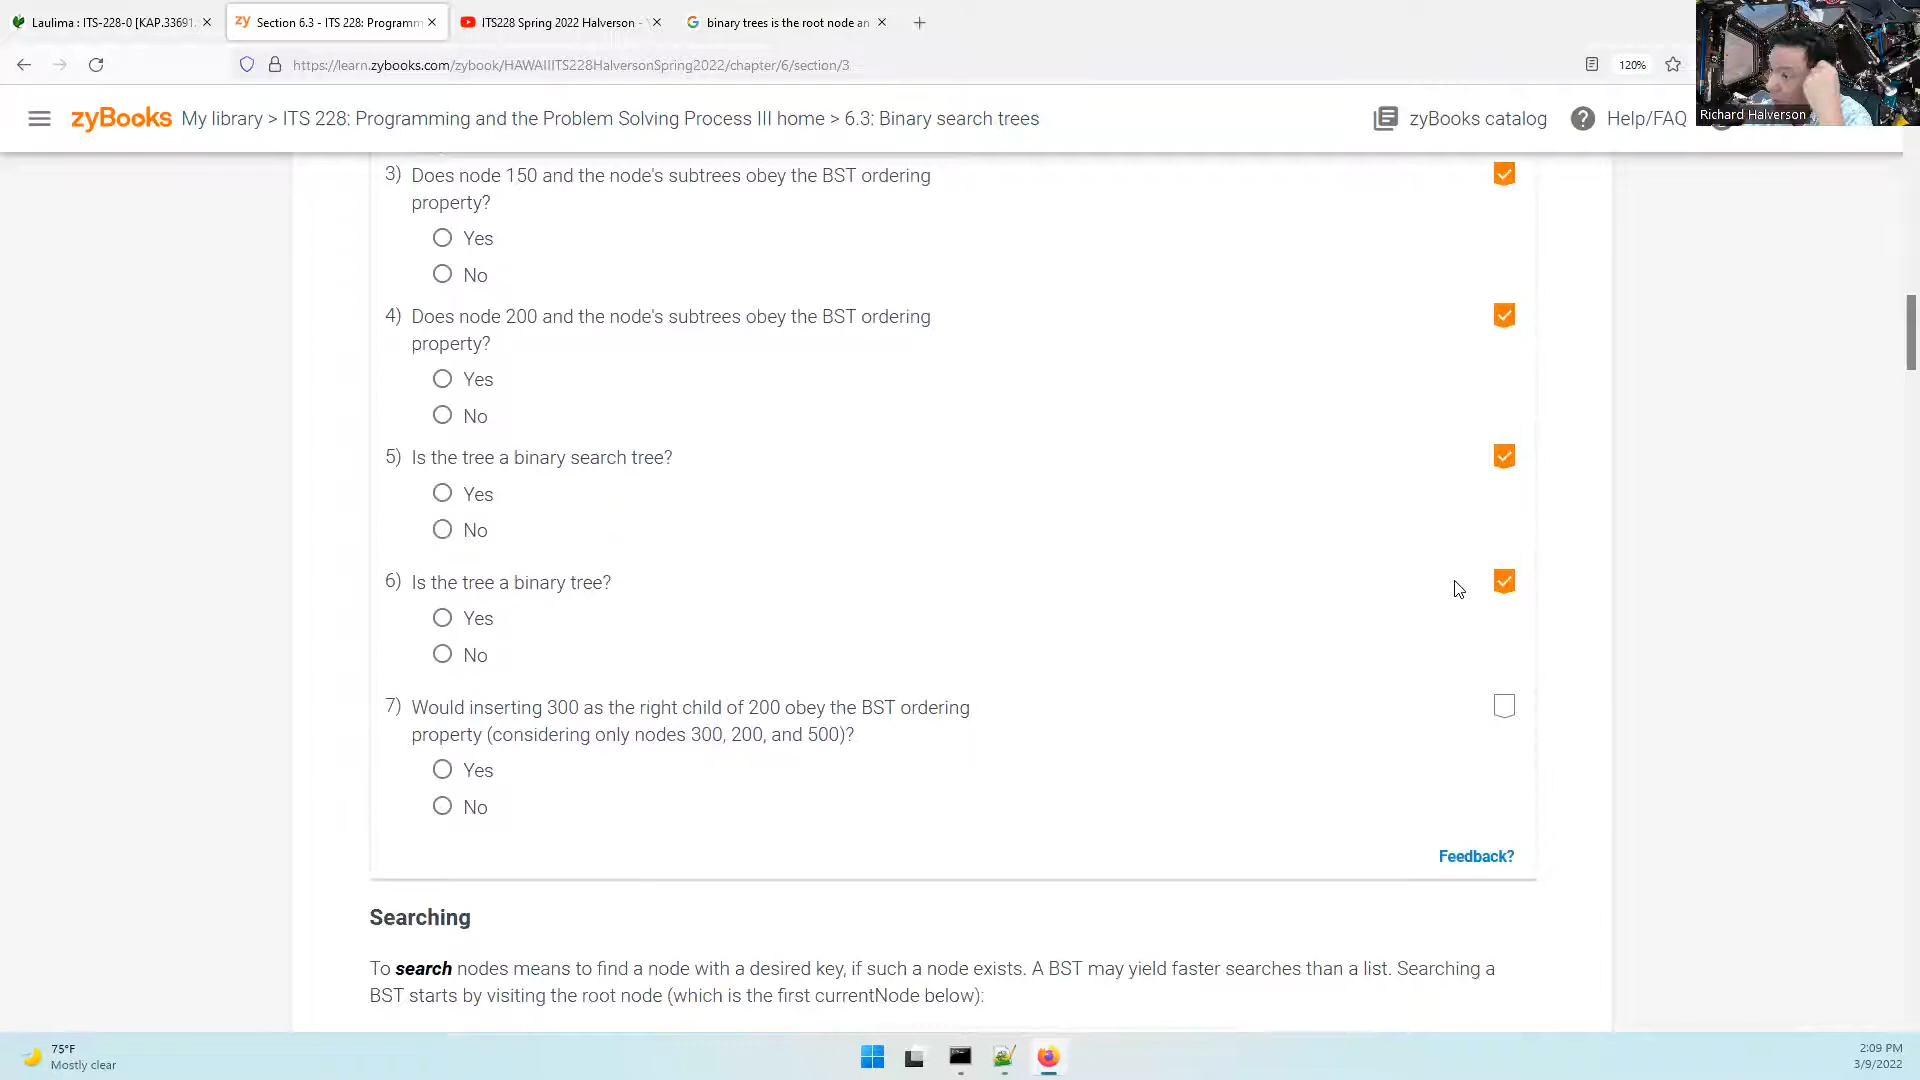 Laulima : ITS-228-0 [KAP.33691.
zy Section 6.3 - ITS 228: Programm
ITS228 Spring 2022 Halverson -
binary trees is the root node an
https://learn.zybooks.com/zybook/HAWAIIITS228HalversonSpring2022/chapter/6/section/3
120%
Richard Halverson
zyBooks My library > ITS 228: Programming and the Problem Solving Process III home > 6.3: Binary search trees
zyBooks catalog
? Help/FAQ
3) Does node 150 and the node's subtrees obey the BST ordering
property?
Yes
No
4) Does node 200 and the node's subtrees obey the BST ordering
property?
Yes
No
5) Is the tree a binary search tree?
Yes
No
6) Is the tree a binary tree?
Yes
No
7) Would inserting 300 as the right child of 200 obey the BST ordering
property (considering only nodes 300, 200, and 500)?
Yes
No
Feedback?
Searching
To search nodes means to find a node with a desired key, if such a node exists. A BST may yield faster searches than a list. Searching a
BST starts by visiting the root node (which is the first currentNode below):
75°F
Mostly clear
2:09 PM
3/9/2022